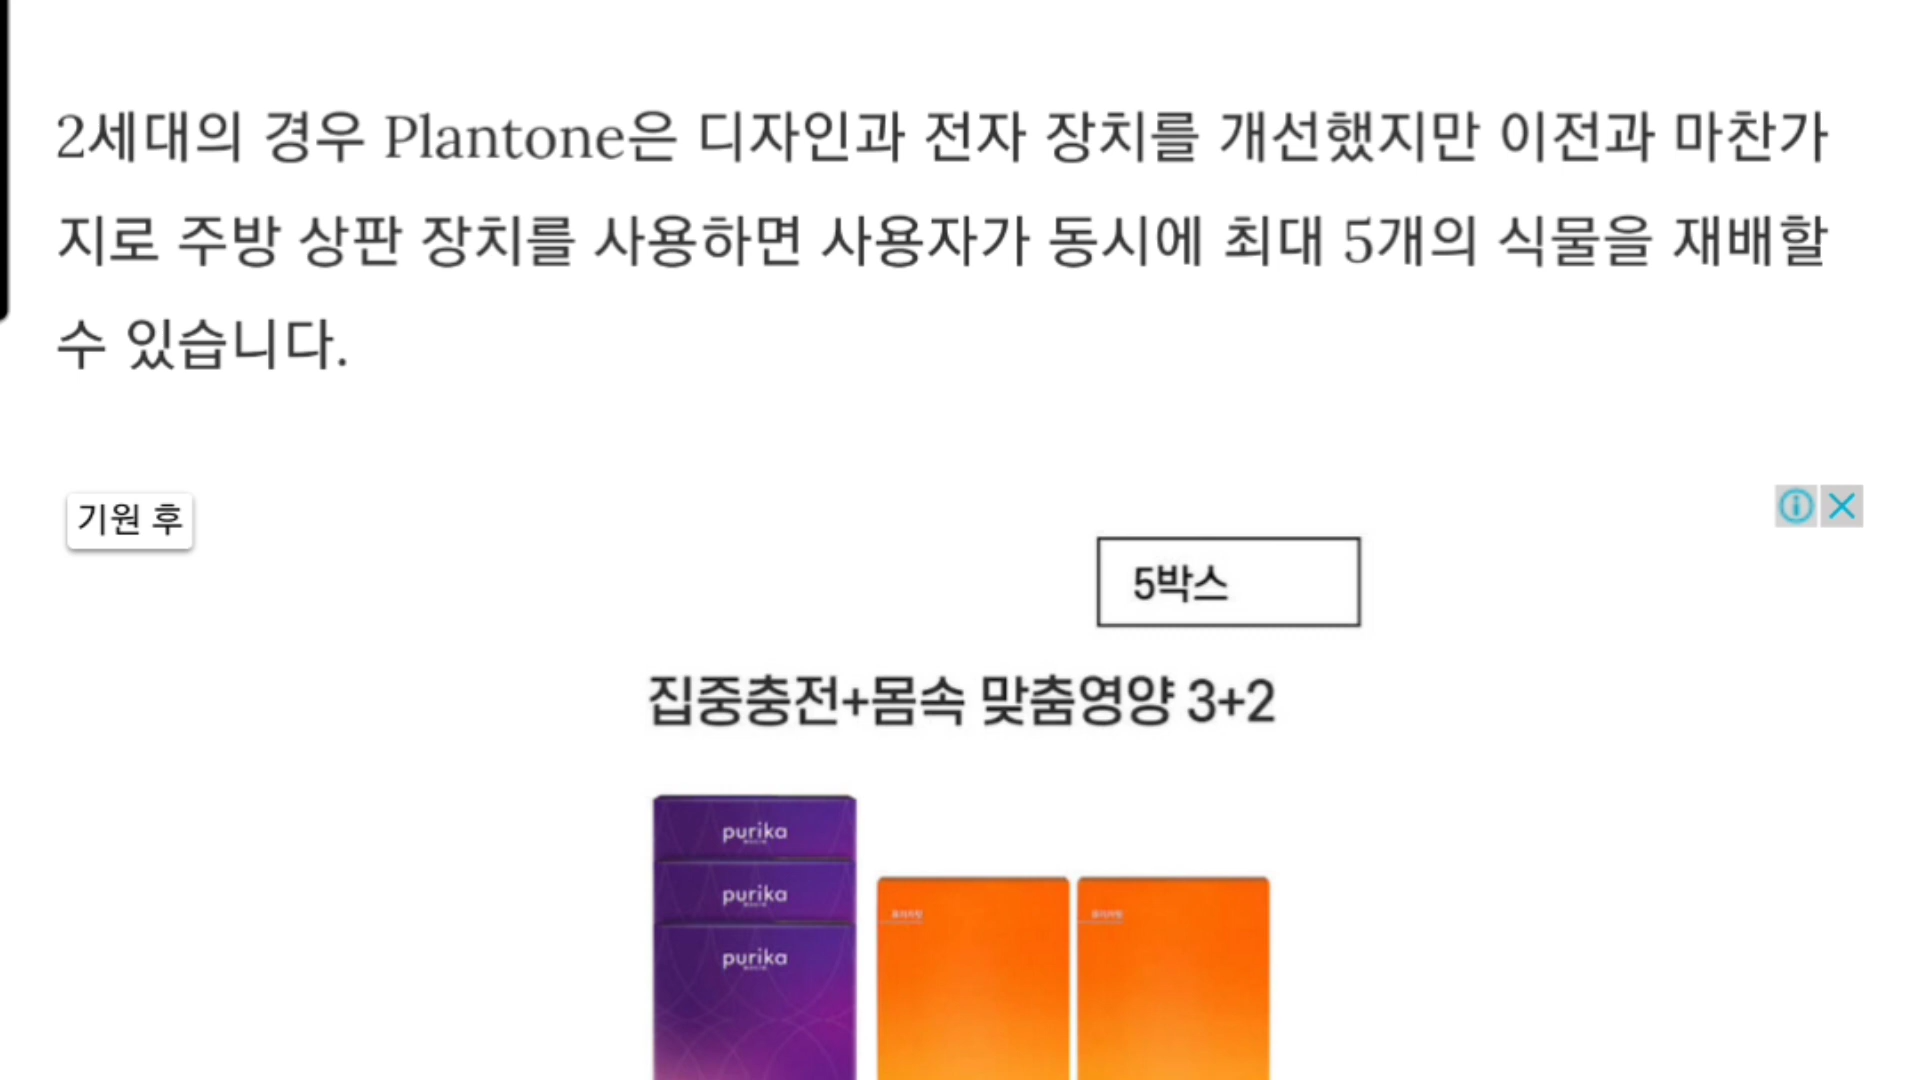 2세대의 경우 Plantone은 디자인과 전자 장치를 개선했지만 이전과 마찬가
지로 주방 상판 장치를 사용하면 사용자가 동시에 최대 5개의 식물을 재배할
수 있습니다.
기원 후
5박스
집중충전+몸속 맞춤영양 3+2
purika
purika
purika